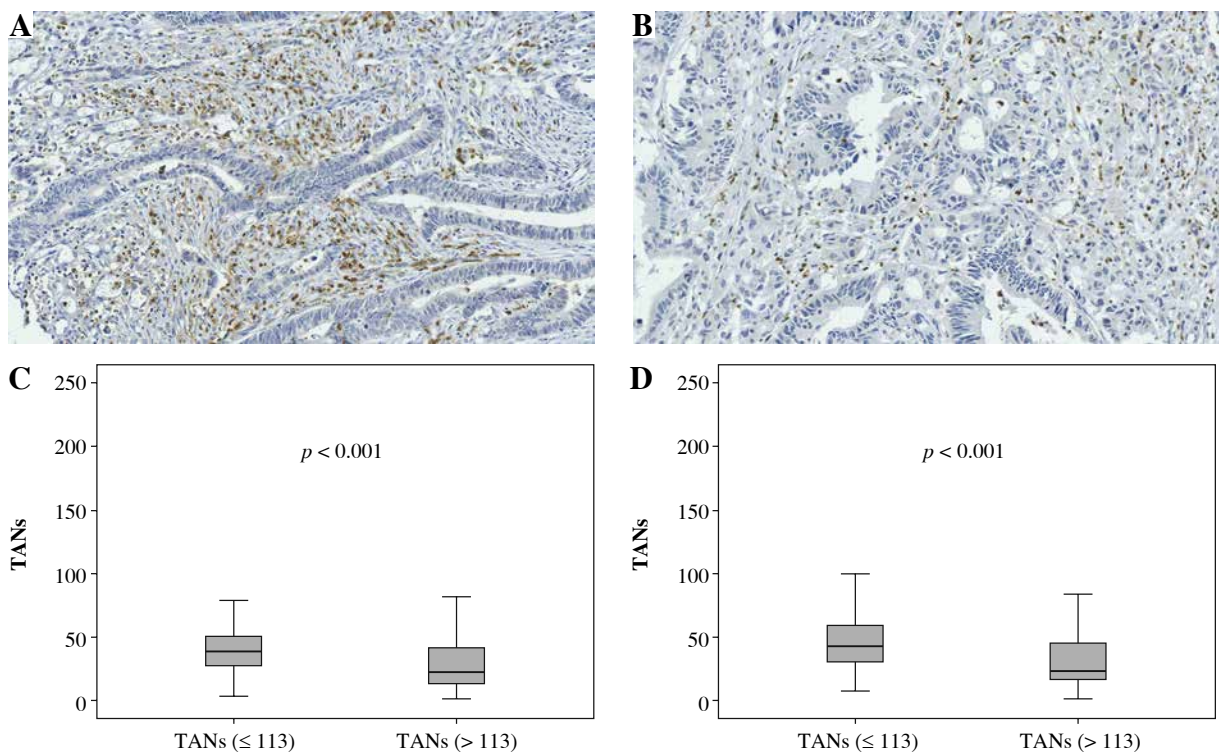 A
B
C
250
200
150
100
50
0
TANs
p < 0.001
TANs (≤ 113)
TANs (> 113)
D
250
200
150
100
50
0
TANs
p < 0.001
TANs (≤ 113)
TANs (> 113)